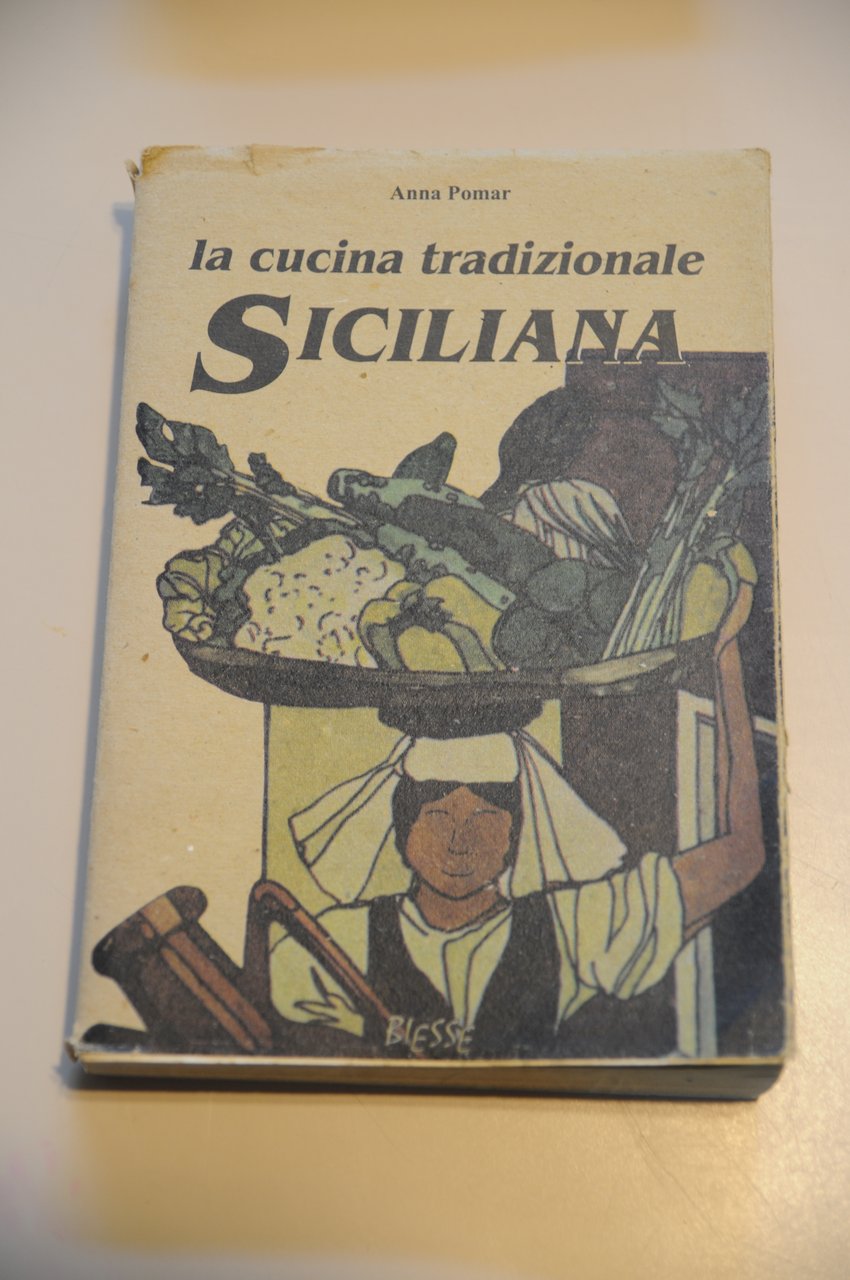 Anna Pomar
la cucina tradizionale
SICILIANA
BIESSE